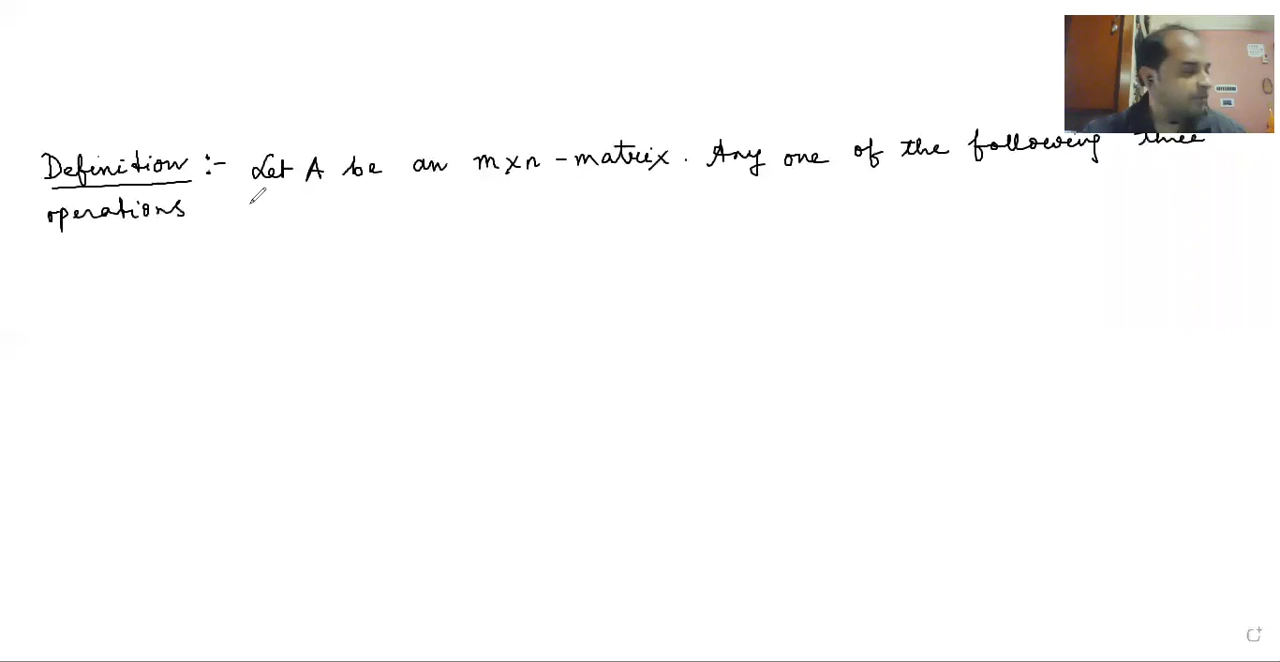 Definition :- Let A be an m×n - matrix. Any one of the following three
operations